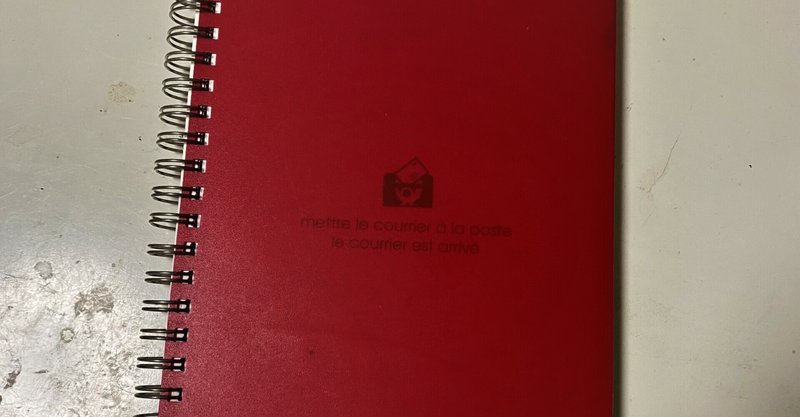 mettre le courrier à la poste
le courrier est arrivé